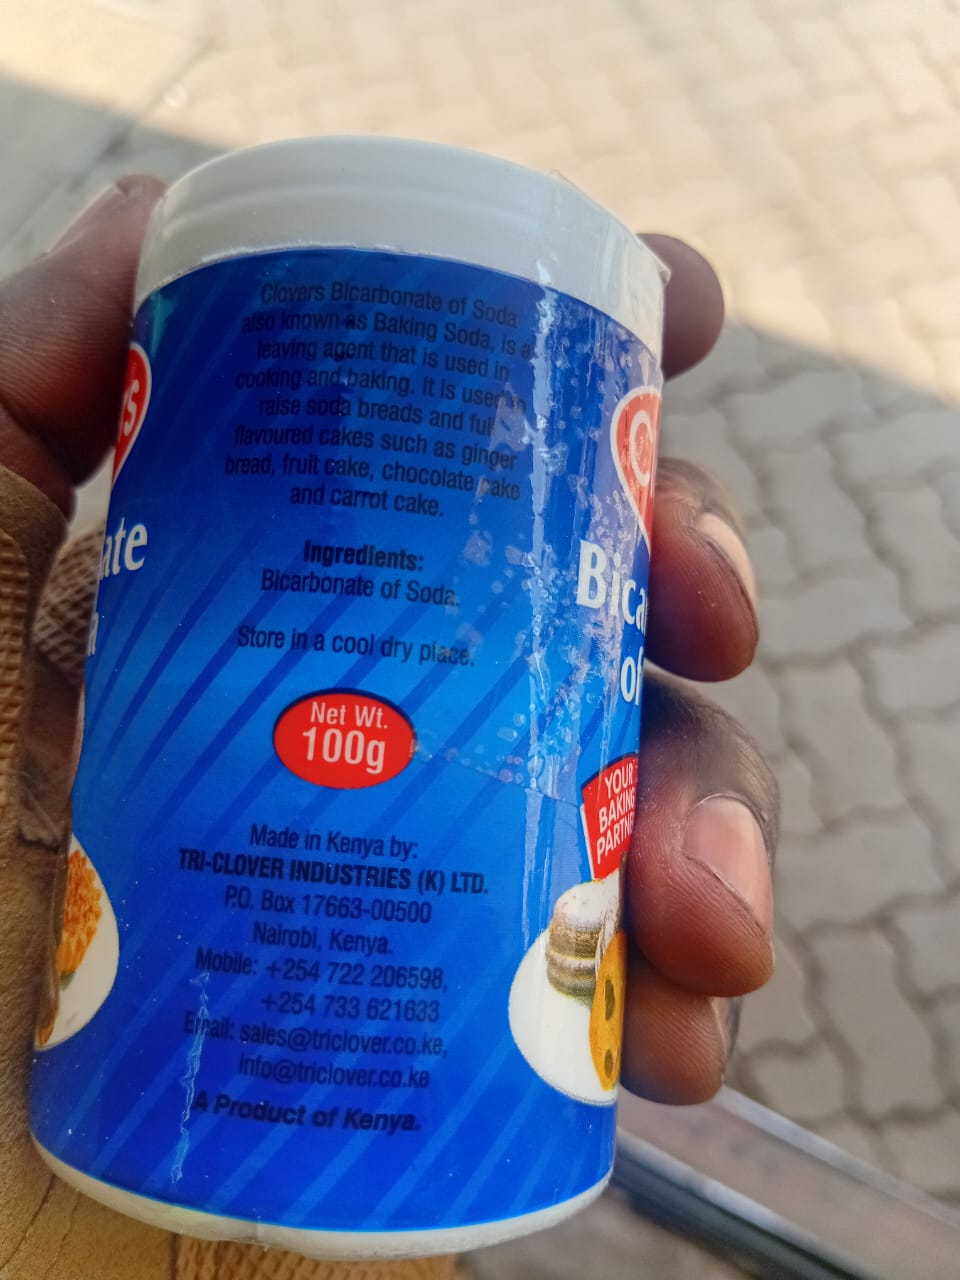 Clovers Bicarbonate of Soda
also known as Baking Soda, is a
leaving agent that is used in
cooking and baking. It is used
raise soda breads and full
flavoured cakes such as ginger
bread, fruit cake, chocolate cake
and carrot cake.
Ingredients:
Bicarbonate of Soda.
Store in a cool dry place.
Net Wt.
100g
Made in Kenya by:
TRI-CLOVER INDUSTRIES (K) LTD.
P.O. Box 17663-00500
Nairobi, Kenya.
Mobile: +254 722 206598,
+254 733 621633
Email: sales@triclover.co.ke,
info@triclover.co.ke
A Product of Kenya.
rs
ate
a
Bica
of
YOUR
BAKING
PARTN